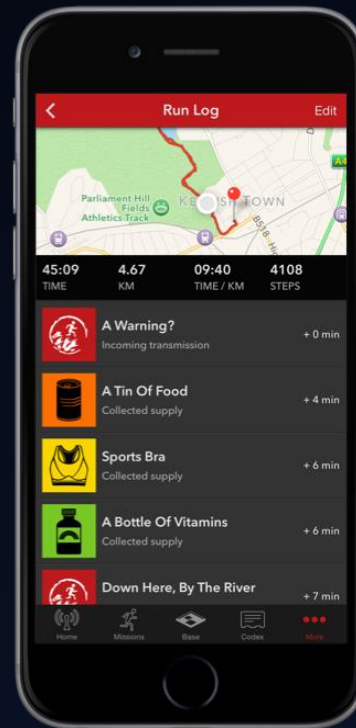 Run Log
Edit
Parliament Hill
Fields
Athletics Track
TOWN
45:09
TIME
4.67
KM
09:40
TIME / KM
4108
STEPS
A Warning?
Incoming transmission
+ 0 min
A Tin Of Food
Collected supply
+ 4 min
Sports Bra
Collected supply
+ 6 min
A Bottle Of Vitamins
Collected supply
+ 6 min
Down Here, By The River
+ 7 min
Home
Missions
Base
Codex
More